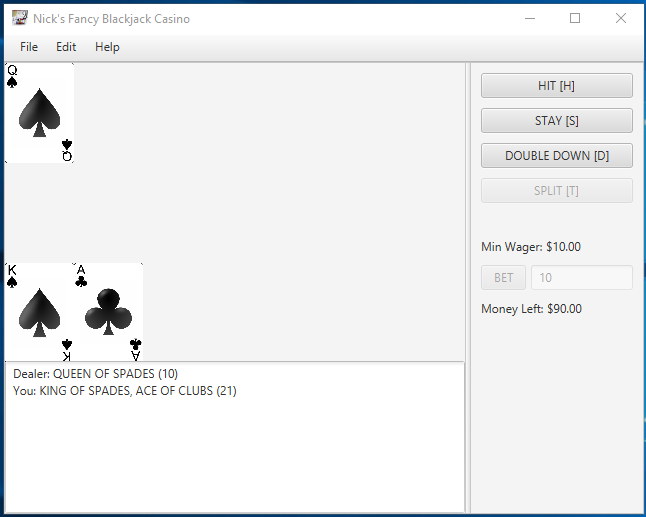 Nick's Fancy Blackjack Casino
File Edit Help
Q
Q
K A
K A
HIT [H]
STAY [S]
DOUBLE DOWN [D]
SPLIT [T]
Min Wager: $10.00
BET 10
Money Left: $90.00
Dealer: QUEEN OF SPADES (10)
You: KING OF SPADES, ACE OF CLUBS (21)